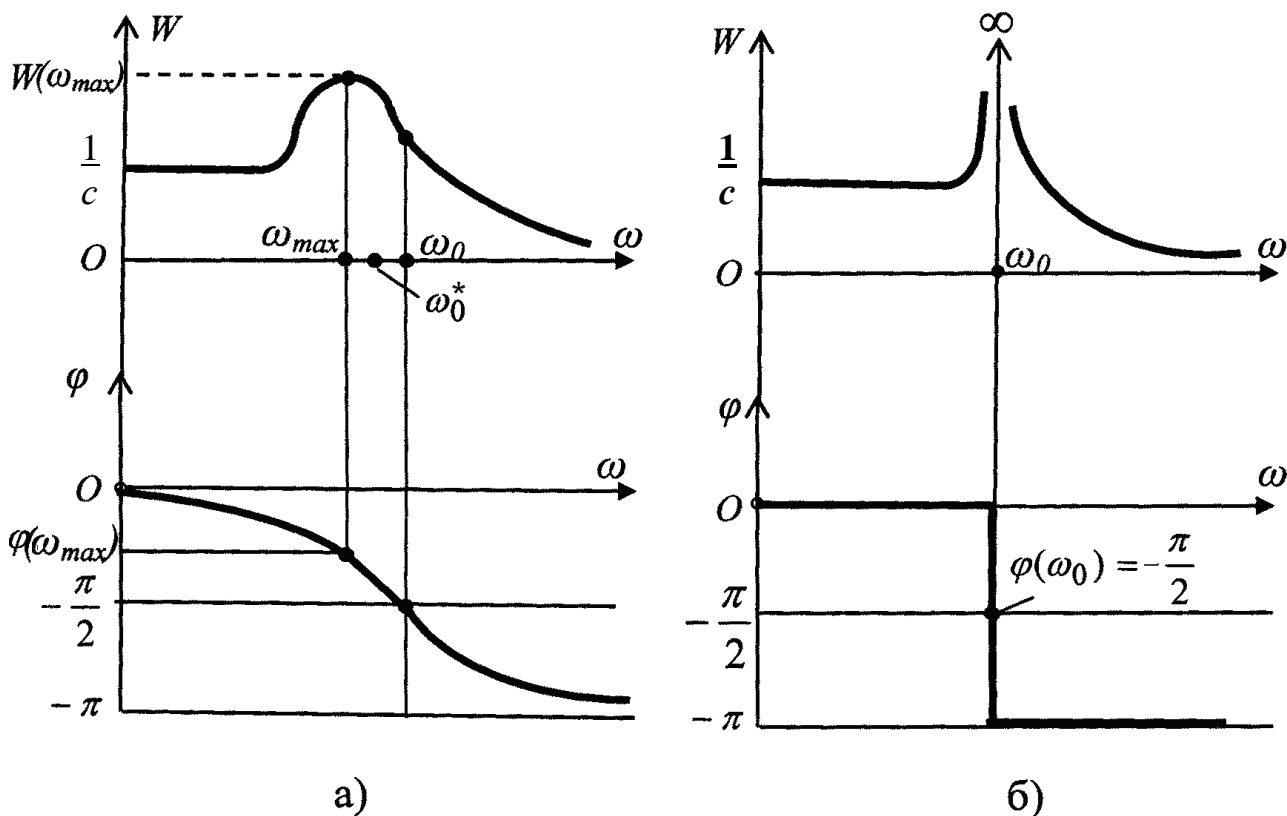 W
W(ω_max)
1/c
ω_max
ω_0
ω
O
ω_0^*
φ
ω
O
φ(ω_max)
-π/2
-π
а)
∞
W
1/c
ω_0
ω
O
φ
ω
O
φ(ω_0) = -π/2
-π/2
-π
б)